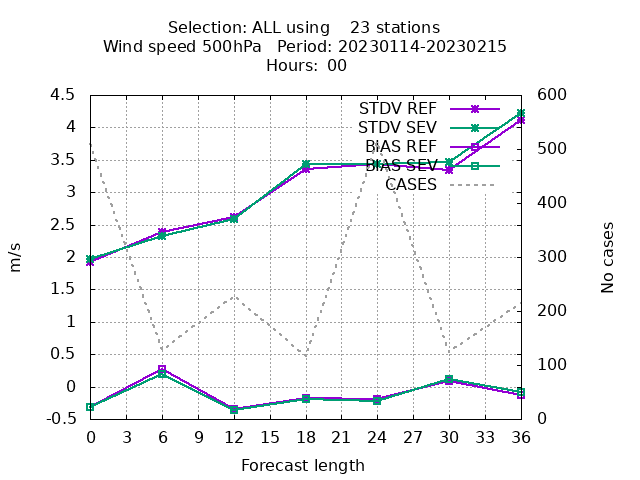 Selection: ALL using 23 stations
Wind speed 500hPa Period: 20230114-20230215
Hours: 00
4.5
4
3.5
3
2.5
2
1.5
1
0.5
0
-0.5
m/s
STDV REF
STDV SEV
BIAS REF
BIAS SEV
CASES
600
500
400
300
200
100
0
No cases
0 3 6 9 12 15 18 21 24 27 30 33 36
Forecast length